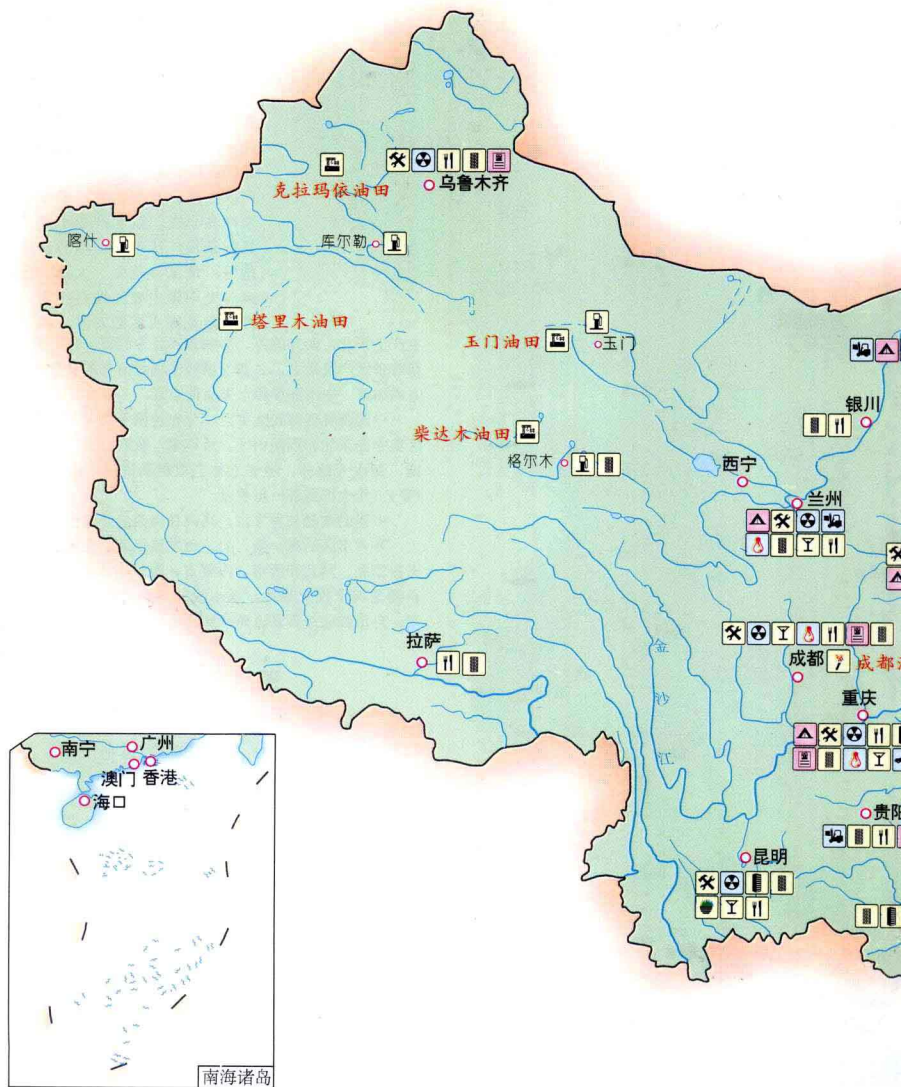 乌鲁木齐
克拉玛依油田
喀什
库尔勒
塔里木油田
玉门油田
玉门
银川
柴达木油田
格尔木
西宁
兰州
拉萨
金沙江
成都
成都
重庆
贵阳
昆明
南宁
广州
澳门
香港
海口
南海诸岛